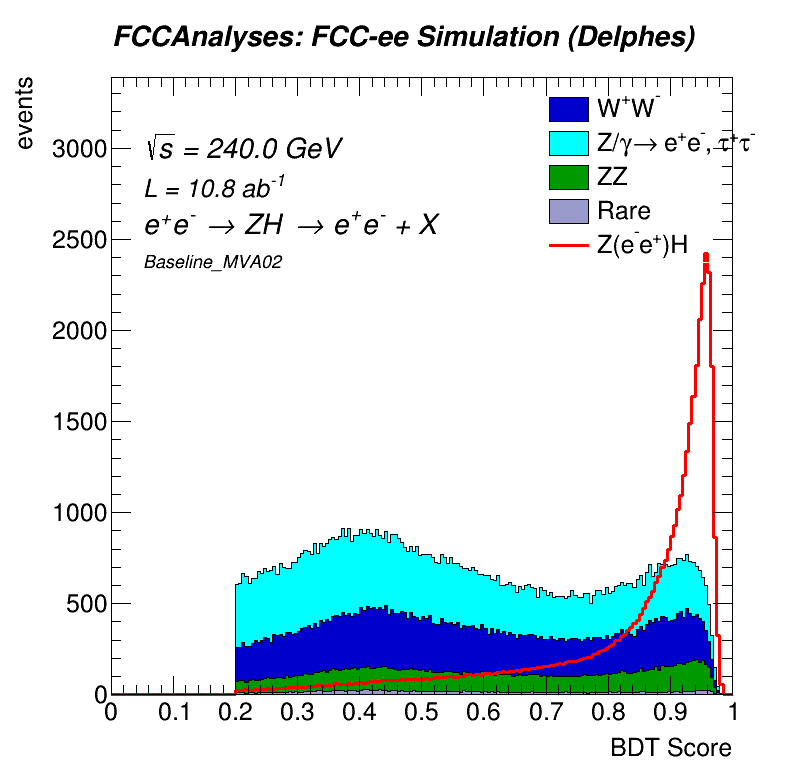 FCCAnalyses: FCC-ee Simulation (Delphes)
events
3000
2500
2000
1500
1000
500
0
√s = 240.0 GeV
L = 10.8 ab⁻¹
e⁺e⁻ → ZH → e⁺e⁻ + X
Baseline_MVA02
W⁺W⁻
Z/γ → e⁺e⁻, τ⁺τ⁻
ZZ
Rare
Z(e⁻e⁺)H
0 0.1 0.2 0.3 0.4 0.5 0.6 0.7 0.8 0.9 1
BDT Score